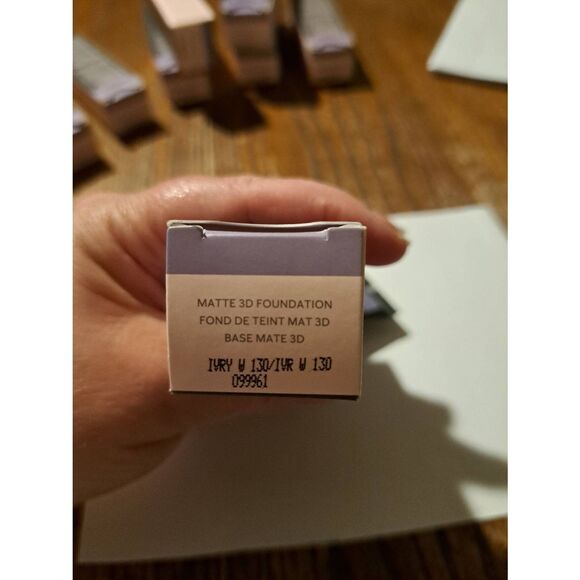 MATTE 3D FOUNDATION
FOND DE TEINT MAT 3D
BASE MATE 3D
IVRY W 130/IVR W 130
099961